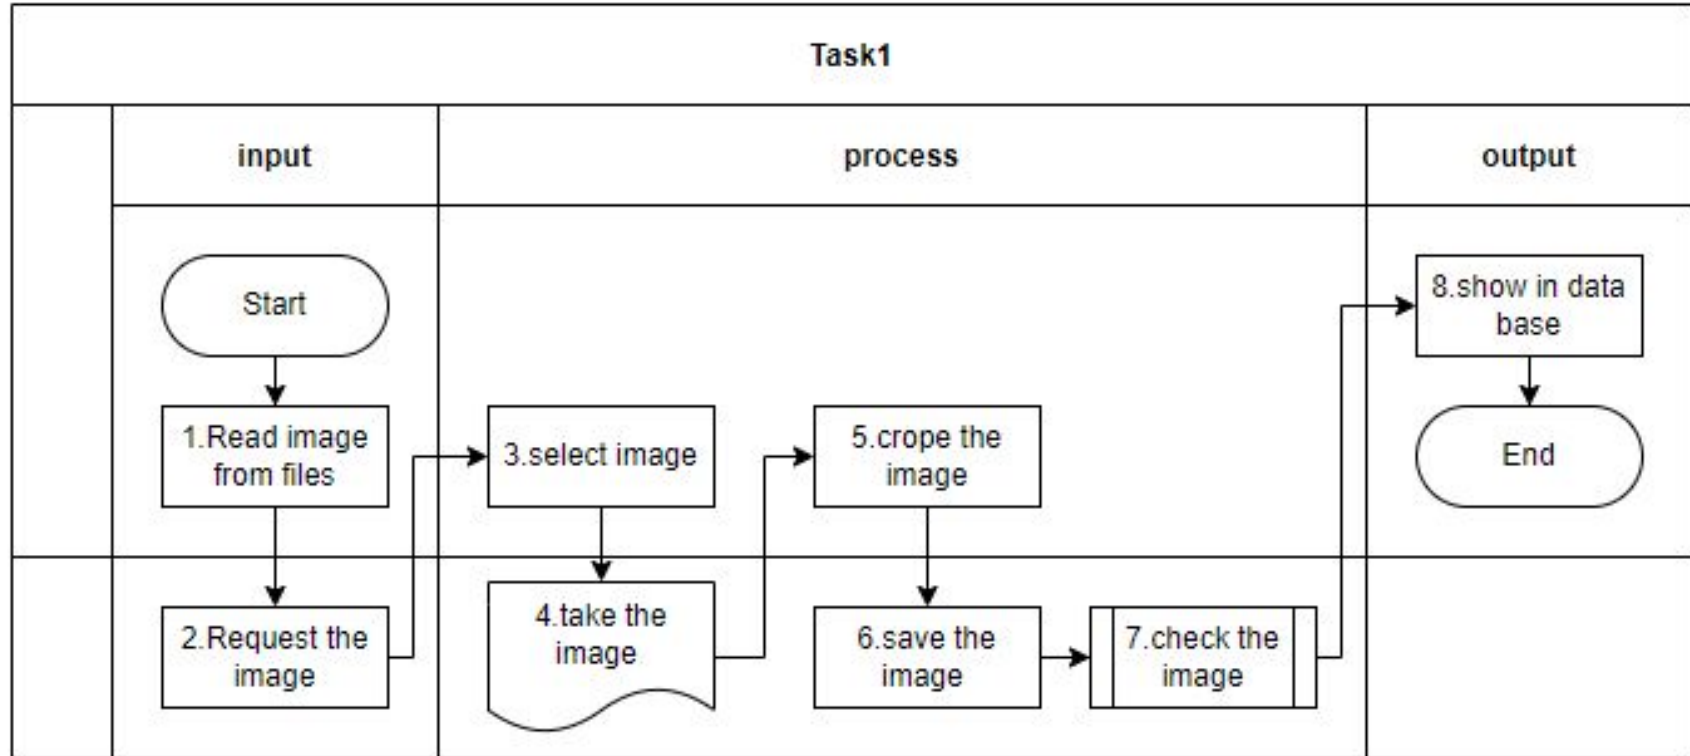 Task1
input
process
output
Start
1.Read image
from files
2.Request the
image
3.select image
4.take the
image
5.crope the
image
6.save the
image
7.check the
image
8.show in data
base
End